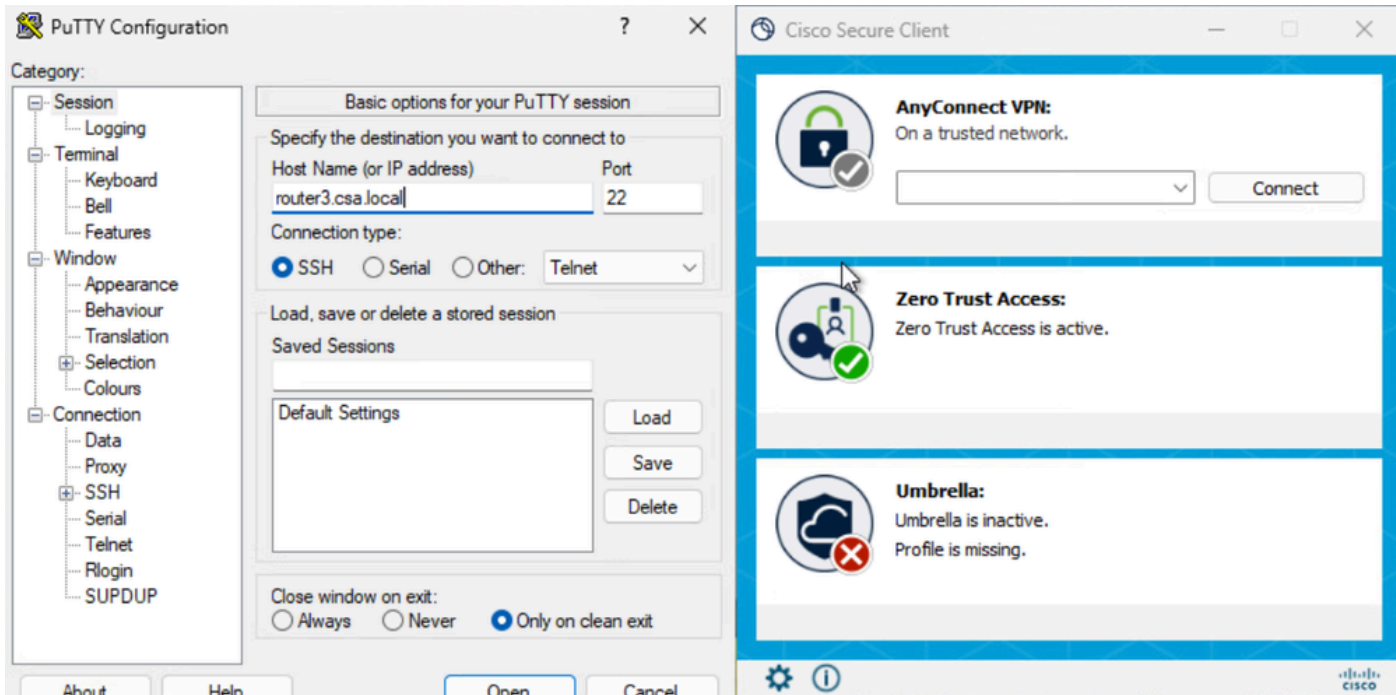 PuTTY Configuration
?
Category:
Session
Logging
Terminal
Keyboard
Bell
Features
Window
Appearance
Behaviour
Translation
Selection
Colours
Connection
Data
Proxy
SSH
Serial
Telnet
Rlogin
SUPDUP
Basic options for your PuTTY session
Specify the destination you want to connect to
Host Name (or IP address) Port
router3.csa.local 22
Connection type:
SSH Serial Other: Telnet
Load, save or delete a stored session
Saved Sessions
Default Settings
Load
Save
Delete
Close window on exit:
Always Never Only on clean exit
About Help Open Cancel
Cisco Secure Client
AnyConnect VPN:
On a trusted network.
Connect
Zero Trust Access:
Zero Trust Access is active.
Umbrella:
Umbrella is inactive.
Profile is missing.
CISCO